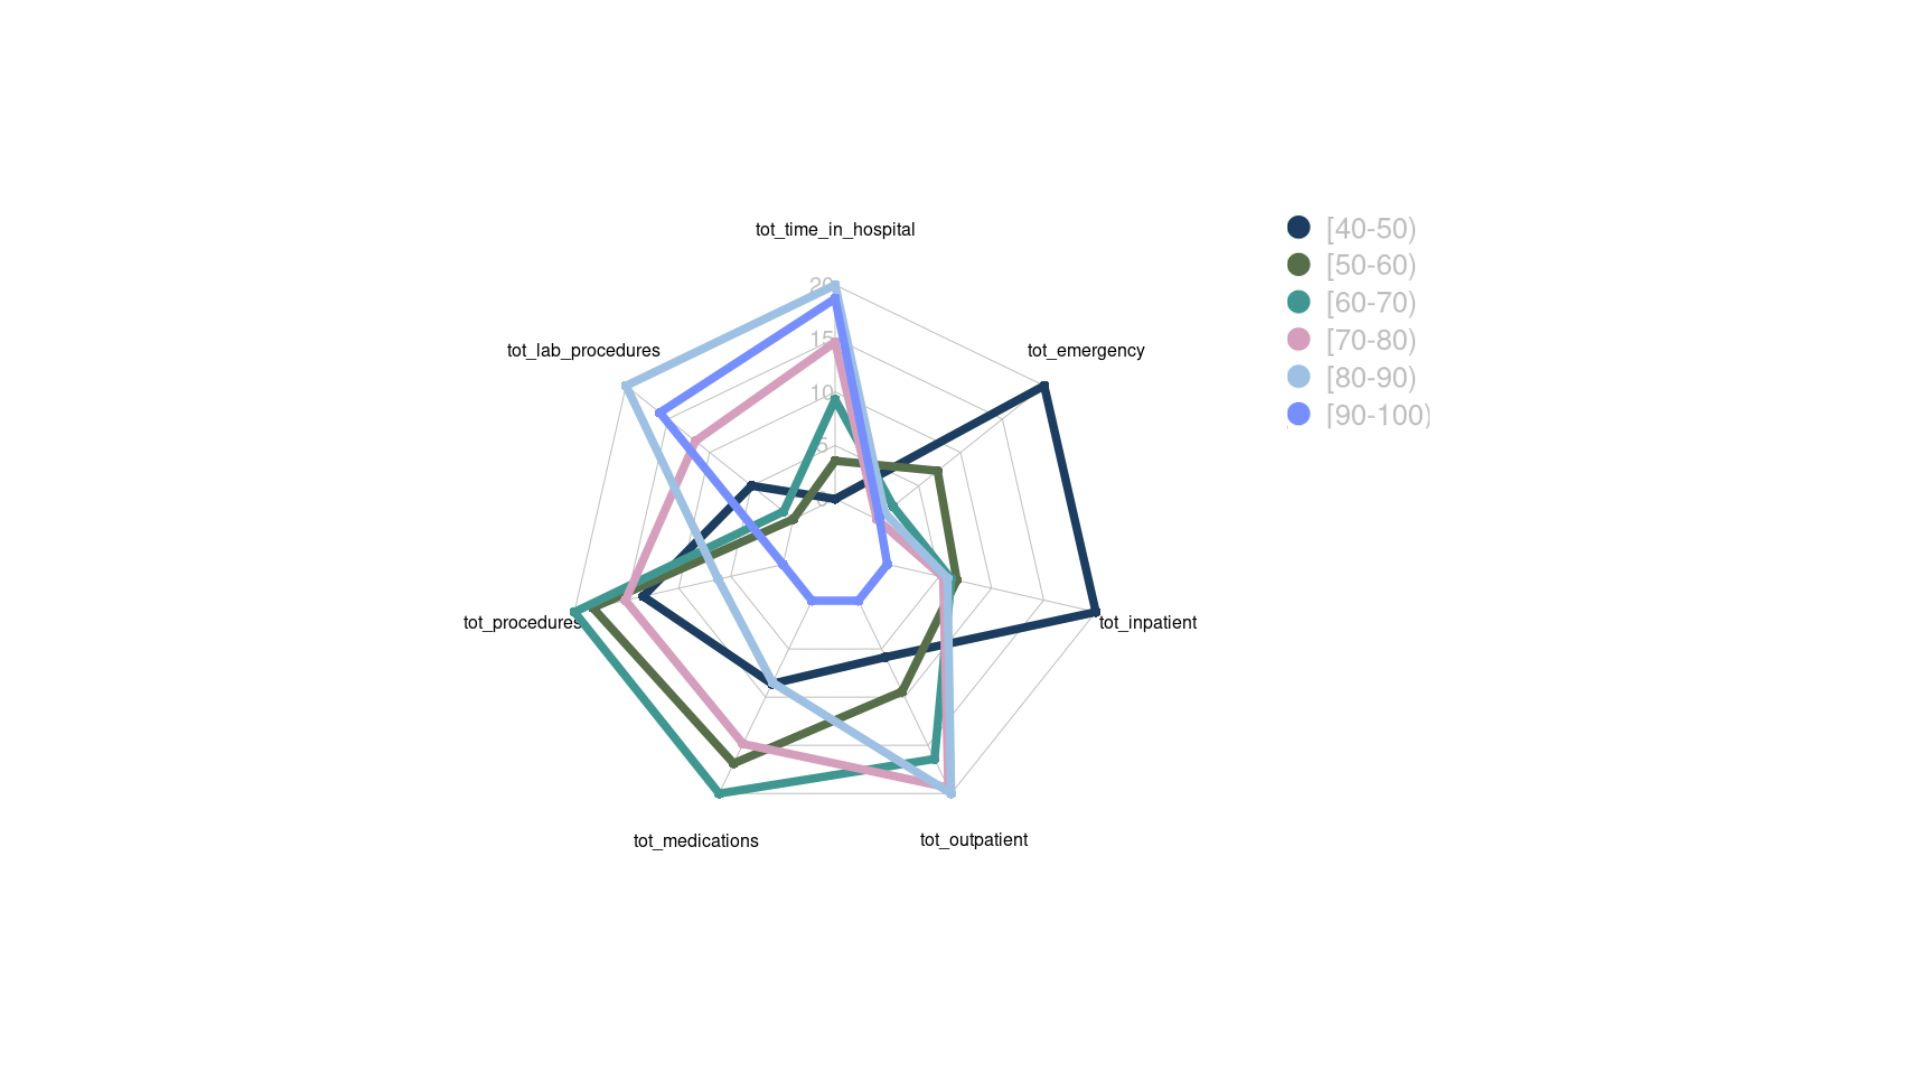 tot_time_in_hospital
tot_emergency
tot_inpatient
tot_outpatient
tot_medications
tot_procedures
tot_lab_procedures
20
15
10
5
0
[40-50)
[50-60)
[60-70)
[70-80)
[80-90)
[90-100)